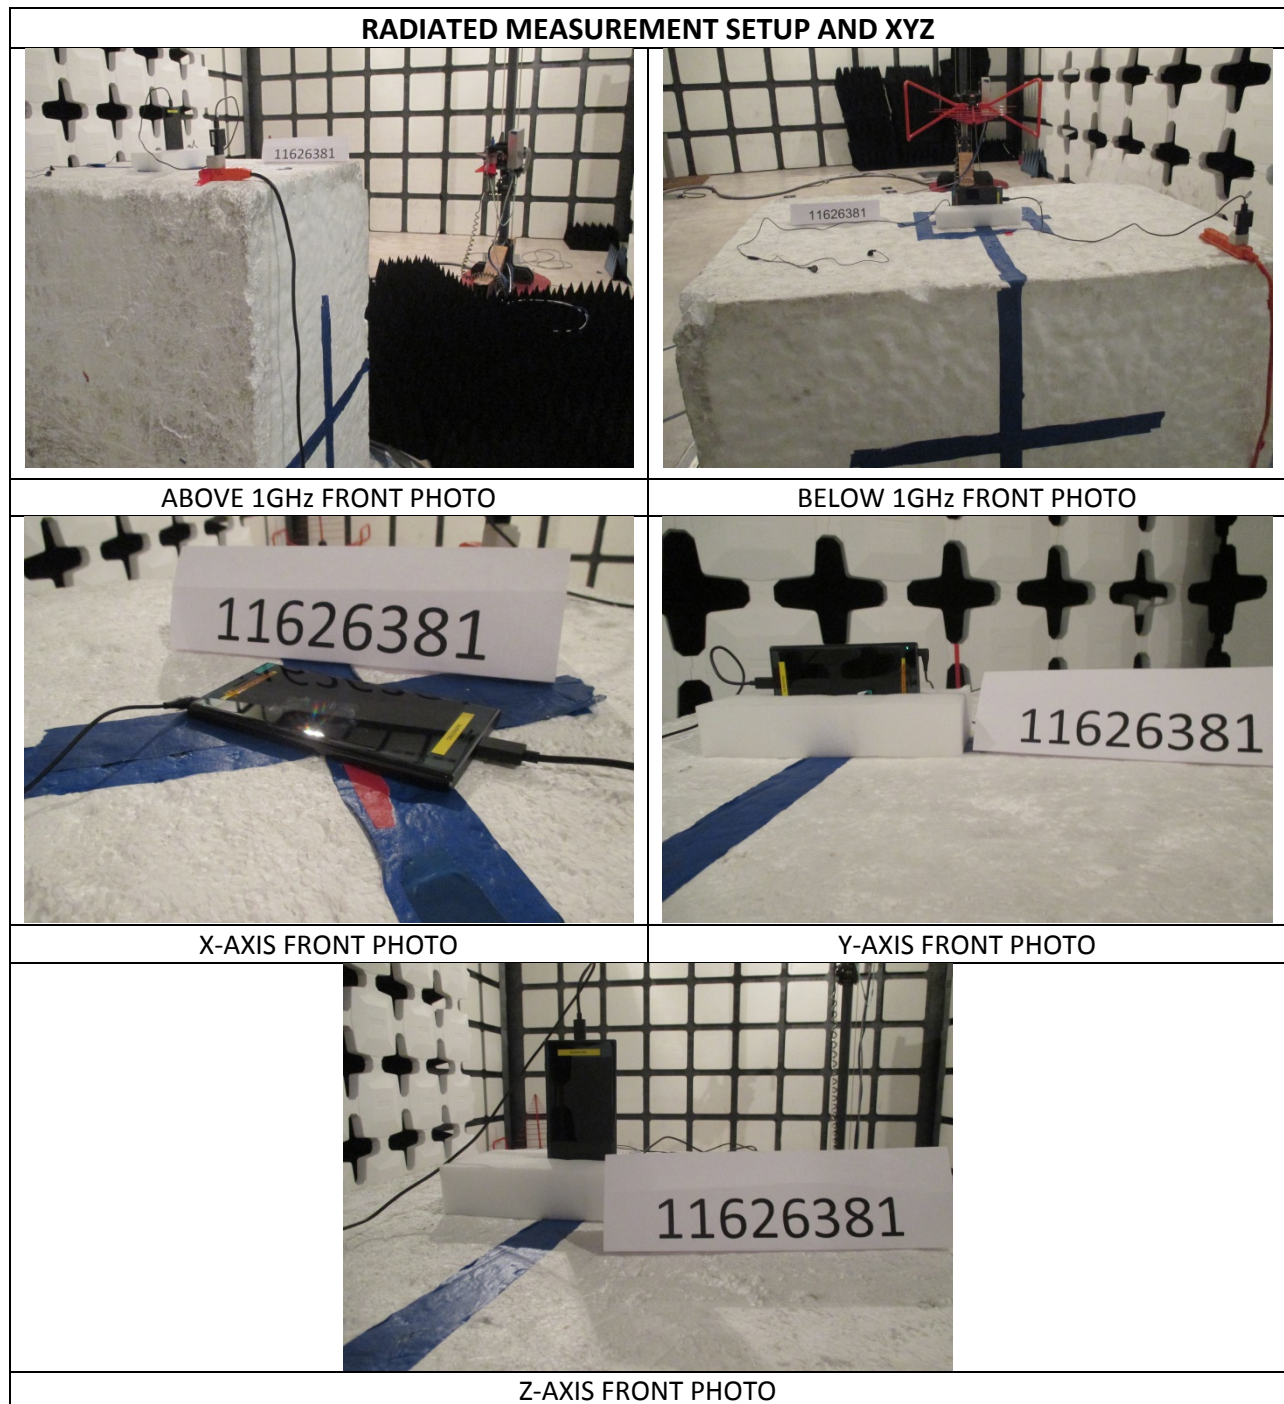 RADIATED MEASUREMENT SETUP AND XYZ
11626381
11626381
ABOVE 1GHz FRONT PHOTO
BELOW 1GHz FRONT PHOTO
11626381
11626381
X-AXIS FRONT PHOTO
Y-AXIS FRONT PHOTO
11626381
Z-AXIS FRONT PHOTO